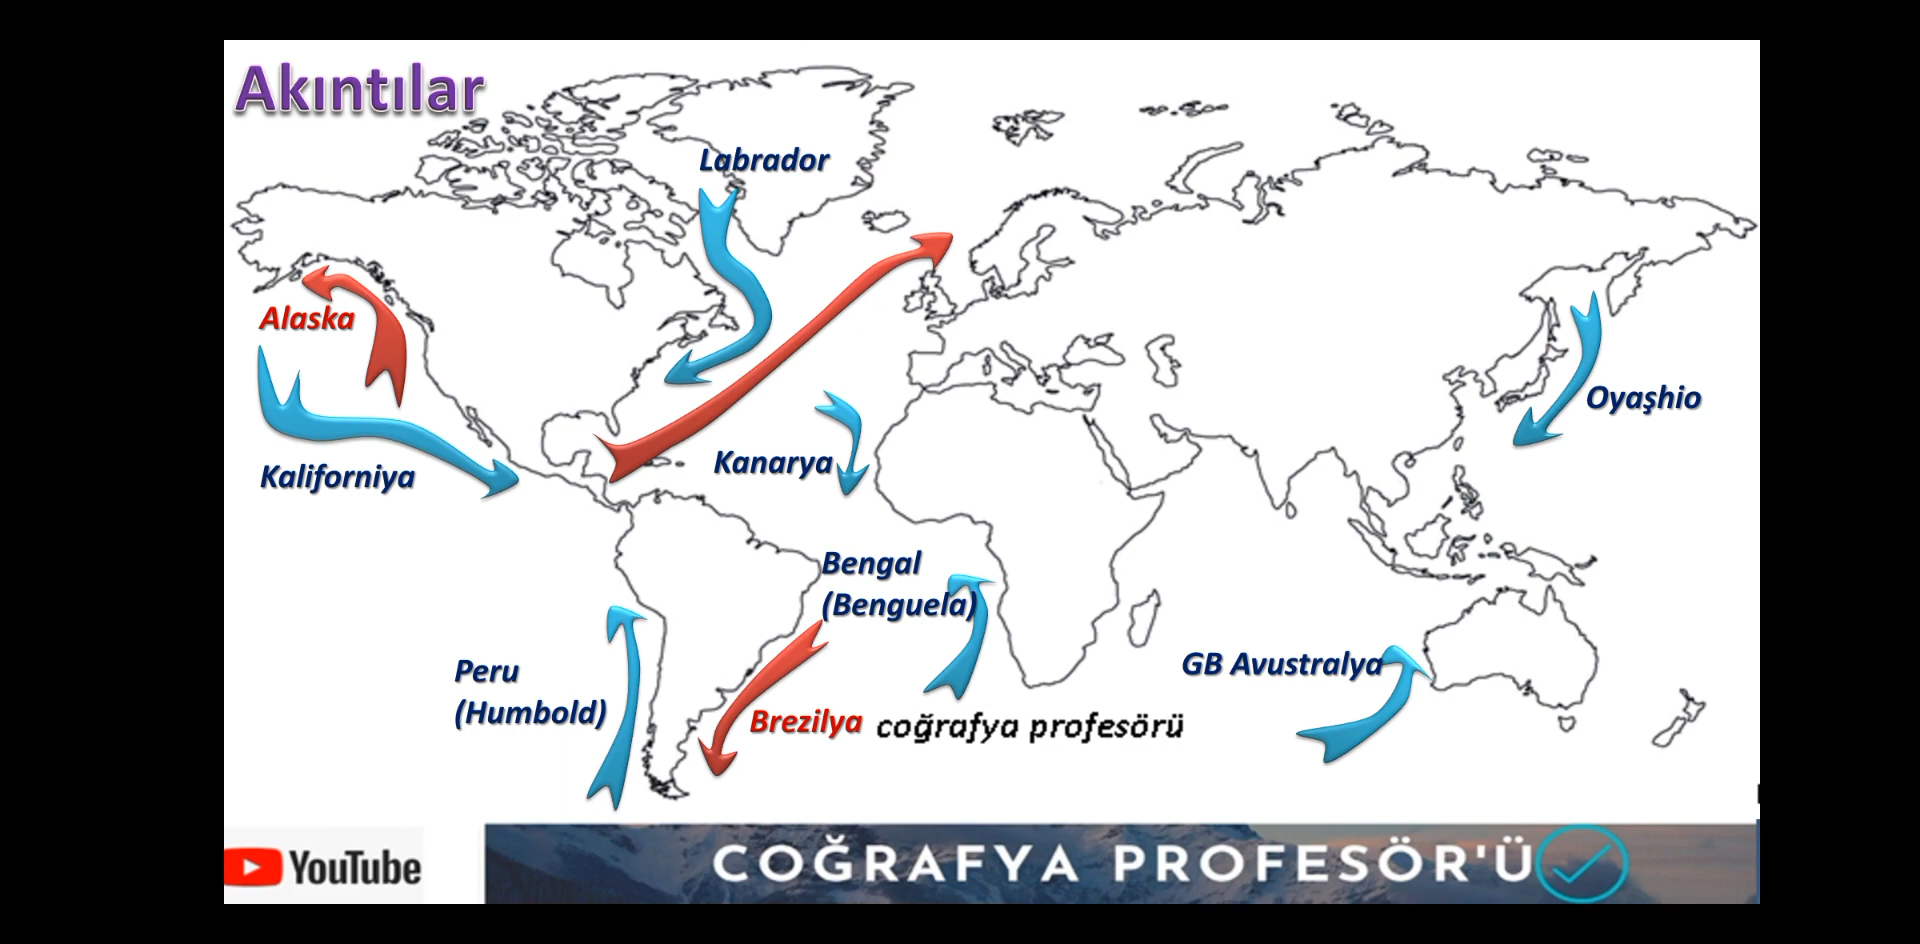 Akıntılar
Labrador
Alaska
Oyaşhio
Kaliforniya
Kanarya
Bengal
(Benguela)
Peru
(Humbold)
GB Avustralya
Brezilya
coğrafya profesörü
YouTube
COĞRAFYA PROFESÖR'Ü